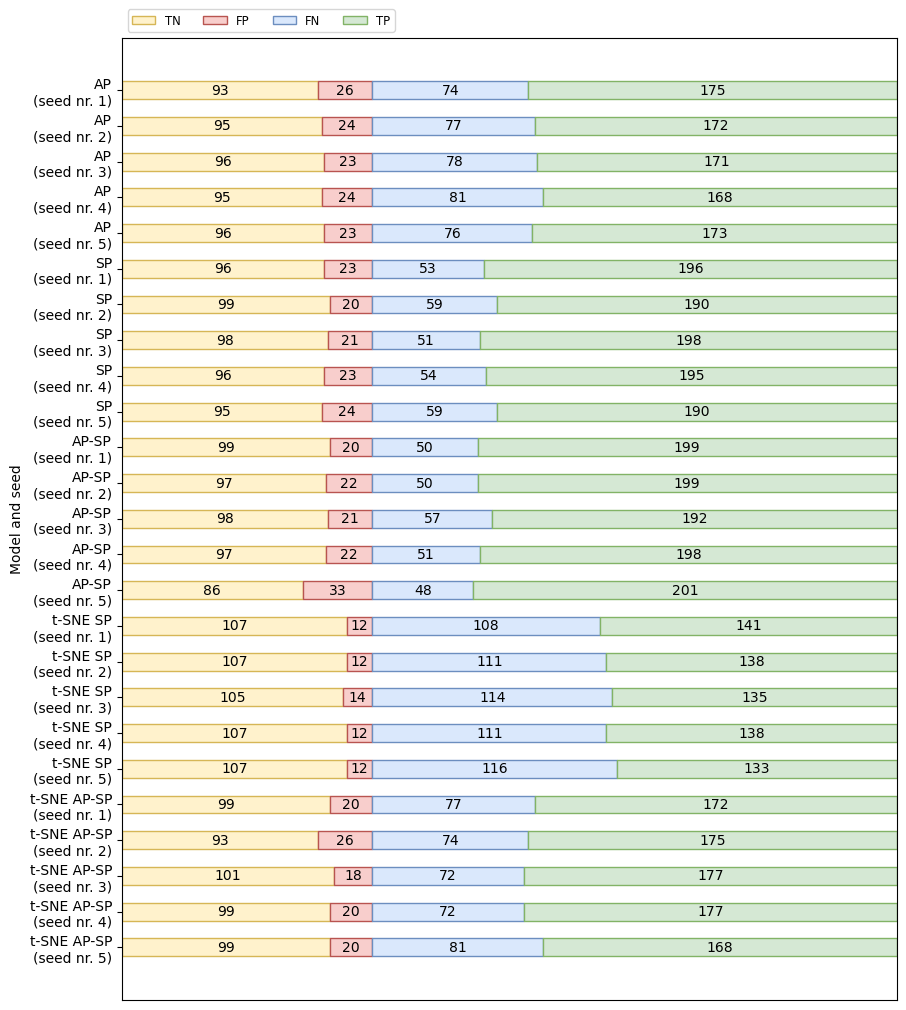 TN FP FN TP
AP
(seed nr. 1)
93 26 74 175
AP
(seed nr. 2)
95 24 77 172
AP
(seed nr. 3)
96 23 78 171
AP
(seed nr. 4)
95 24 81 168
AP
(seed nr. 5)
96 23 76 173
SP
(seed nr. 1)
96 23 53 196
SP
(seed nr. 2)
99 20 59 190
SP
(seed nr. 3)
98 21 51 198
SP
(seed nr. 4)
96 23 54 195
SP
(seed nr. 5)
95 24 59 190
AP-SP
(seed nr. 1)
99 20 50 199
AP-SP
(seed nr. 2)
97 22 50 199
AP-SP
(seed nr. 3)
98 21 57 192
AP-SP
(seed nr. 4)
97 22 51 198
AP-SP
(seed nr. 5)
86 33 48 201
t-SNE SP
(seed nr. 1)
107 12 108 141
t-SNE SP
(seed nr. 2)
107 12 111 138
t-SNE SP
(seed nr. 3)
105 14 114 135
t-SNE SP
(seed nr. 4)
107 12 111 138
t-SNE SP
(seed nr. 5)
107 12 116 133
t-SNE AP-SP
(seed nr. 1)
99 20 77 172
t-SNE AP-SP
(seed nr. 2)
93 26 74 175
t-SNE AP-SP
(seed nr. 3)
101 18 72 177
t-SNE AP-SP
(seed nr. 4)
99 20 72 177
t-SNE AP-SP
(seed nr. 5)
99 20 81 168
Model and seed